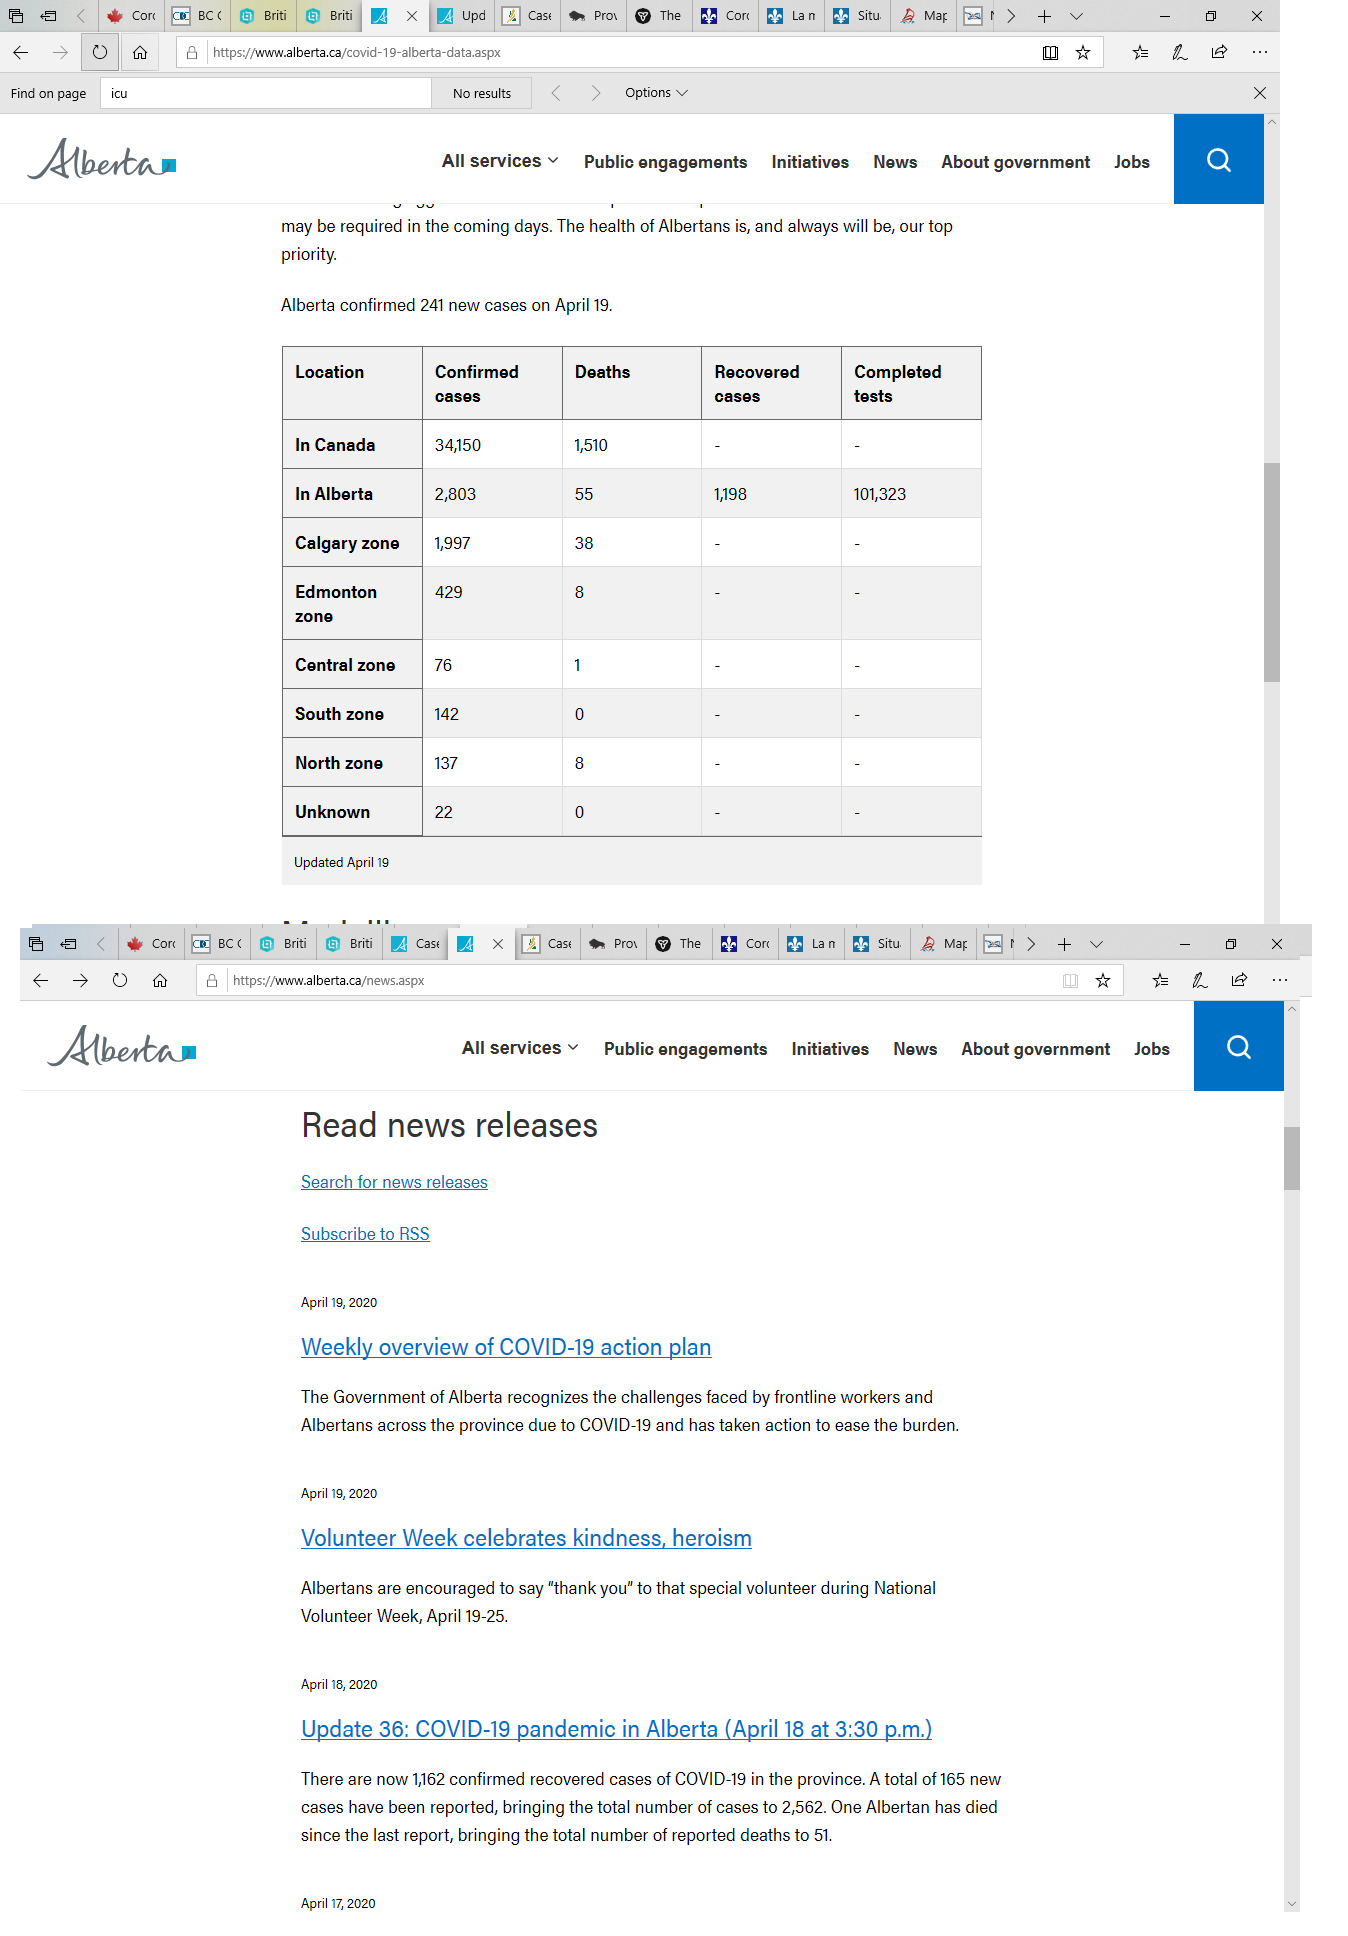 Corc
BC C
Briti
Briti
Upd
Case
Prov
The
Corc
La m
Situ
Map
https://www.alberta.ca/covid-19-alberta-data.aspx
Find on page
icu
No results
Options
Alberta
All services
Public engagements
Initiatives
News
About government
Jobs
may be required in the coming days. The health of Albertans is, and always will be, our top
priority.
Alberta confirmed 241 new cases on April 19.
Location Confirmed cases Deaths Recovered cases Completed tests
In Canada 34,150 1,510 - -
In Alberta 2,803 55 1,198 101,323
Calgary zone 1,997 38 - -
Edmonton zone 429 8 - -
Central zone 76 1 - -
South zone 142 0 - -
North zone 137 8 - -
Unknown 22 0 - -
Updated April 19
Corc
BC C
Briti
Briti
Case
Case
Prov
The
Corc
La m
Situ
Map
https://www.alberta.ca/news.aspx
Alberta
All services
Public engagements
Initiatives
News
About government
Jobs
Read news releases
Search for news releases
Subscribe to RSS
April 19, 2020
Weekly overview of COVID-19 action plan
The Government of Alberta recognizes the challenges faced by frontline workers and
Albertans across the province due to COVID-19 and has taken action to ease the burden.
April 19, 2020
Volunteer Week celebrates kindness, heroism
Albertans are encouraged to say "thank you" to that special volunteer during National
Volunteer Week, April 19-25.
April 18, 2020
Update 36: COVID-19 pandemic in Alberta (April 18 at 3:30 p.m.)
There are now 1,162 confirmed recovered cases of COVID-19 in the province. A total of 165 new
cases have been reported, bringing the total number of cases to 2,562. One Albertan has died
since the last report, bringing the total number of reported deaths to 51.
April 17, 2020